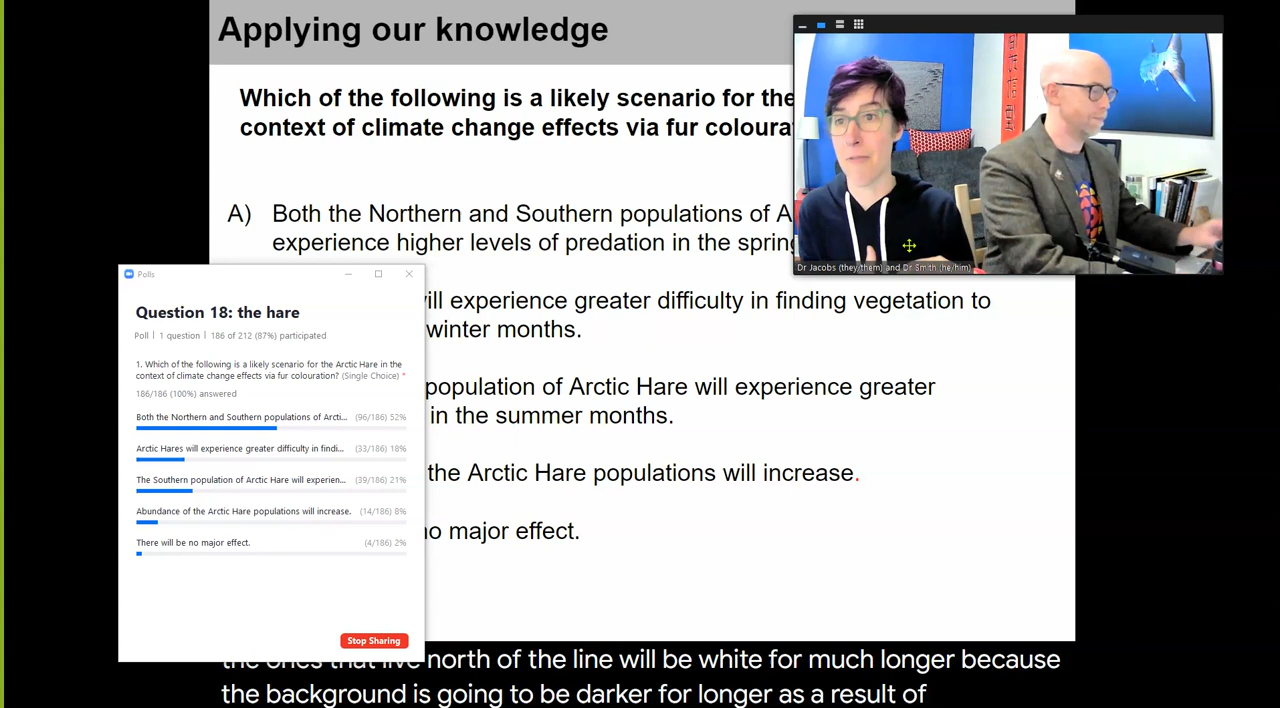 Applying our knowledge
Which of the following is a likely scenario for the
context of climate change effects via fur coloura
A) Both the Northern and Southern populations of A
experience higher levels of predation in the spring
ill experience greater difficulty in finding vegetation to
winter months.
population of Arctic Hare will experience greater
in the summer months.
the Arctic Hare populations will increase.
no major effect.
Dr Jacobs (they/them) and Dr Smith (he/him)
Polls
Question 18: the hare
Poll | 1 question | 186 of 212 (87%) participated
1. Which of the following is a likely scenario for the Arctic Hare in the
context of climate change effects via fur colouration? (Single Choice) *
186/186 (100%) answered
Both the Northern and Southern populations of Arcti... (96/186) 52%
Arctic Hares will experience greater difficulty in findi... (33/186) 18%
The Southern population of Arctic Hare will experien... (39/186) 21%
Abundance of the Arctic Hare populations will increase. (14/186) 8%
There will be no major effect. (4/186) 2%
Stop Sharing
the ones that live north of the line will be white for much longer because
the background is going to be darker for longer as a result of